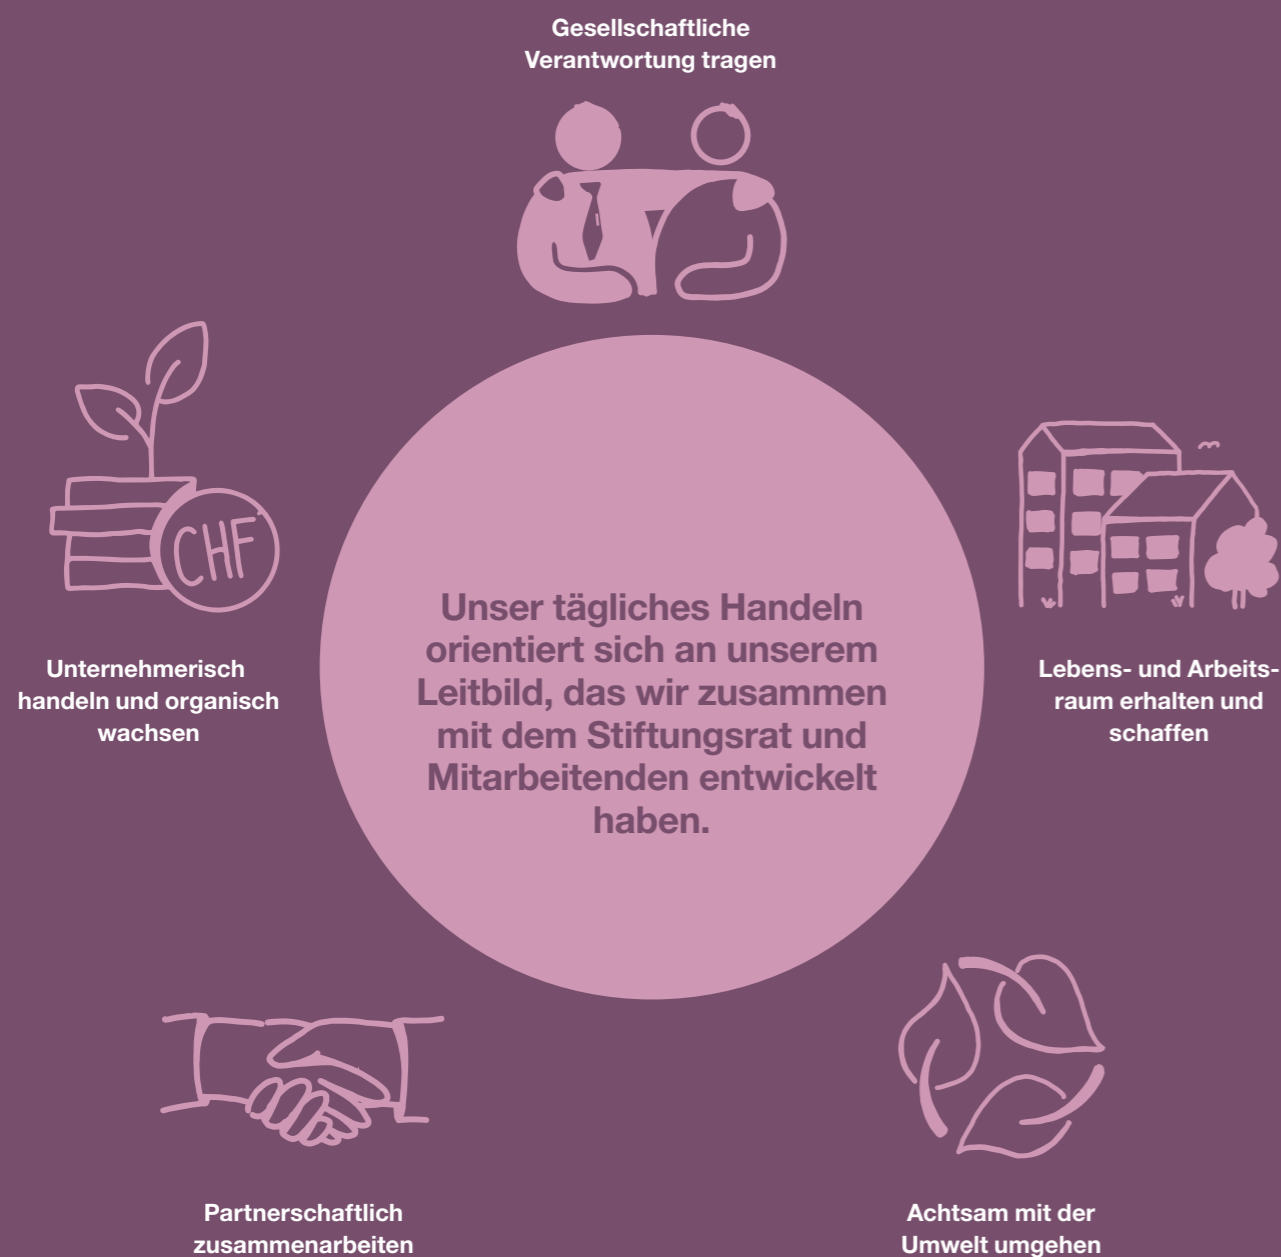 Gesellschaftliche
Verantwortung tragen
CHF
Unternehmerisch
handeln und organisch
wachsen
Unser tägliches Handeln
orientiert sich an unserem
Leitbild, das wir zusammen
mit dem Stiftungsrat und
Mitarbeitenden entwickelt
haben.
Lebens- und Arbeits-
raum erhalten und
schaffen
Partnerschaftlich
zusammenarbeiten
Achtsam mit der
Umwelt umgehen